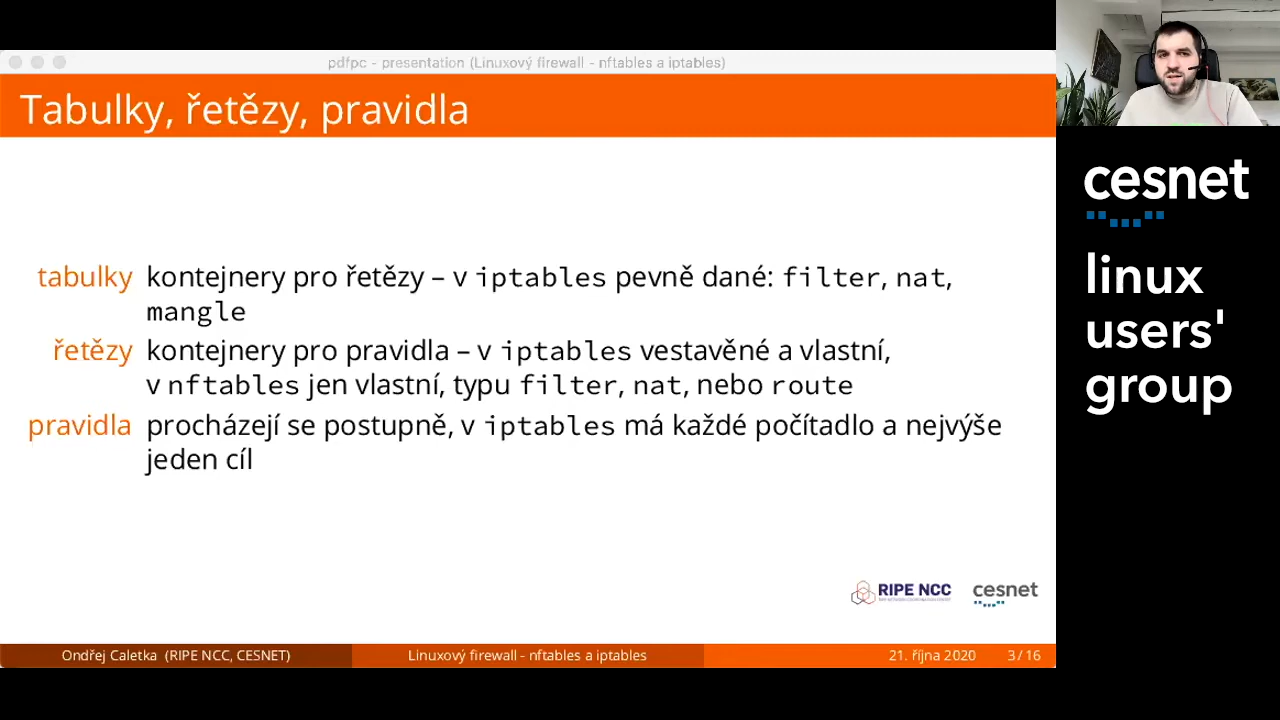 pdfpc - presentation (Linuxový firewall - nftables a iptables)
Tabulky, řetězy, pravidla
tabulky kontejnery pro řetězy – v iptables pevně dané: filter, nat,
mangle
řetězy kontejnery pro pravidla – v iptables vestavěné a vlastní,
v nftables jen vlastní, typu filter, nat, nebo route
pravidla procházejí se postupně, v iptables má každé počítadlo a nejvýše
jeden cíl
RIPE NCC
cesnet
Ondřej Caletka (RIPE NCC, CESNET)
Linuxový firewall - nftables a iptables
21. října 2020
3 / 16
cesnet
linux
users'
group